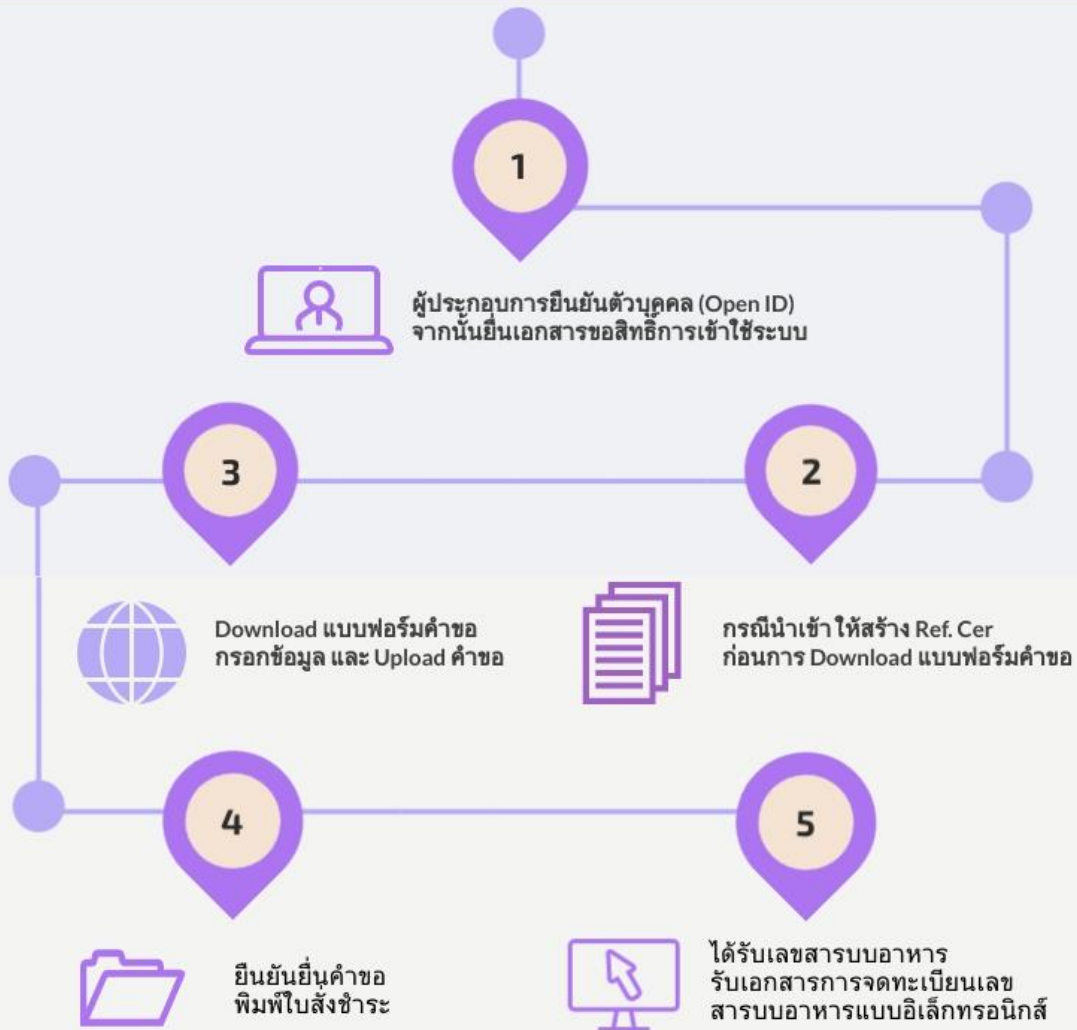 1
ผู้ประกอบการยืนยันตัวบุคคล (Open ID)
จากนั้นยื่นเอกสารขอสิทธิ์การเข้าใช้ระบบ
2
กรณีนำเข้า ให้สร้าง Ref. Cer
ก่อนการ Download แบบฟอร์มคำขอ
3
Download แบบฟอร์มคำขอ
กรอกข้อมูล และ Upload คำขอ
4
ยืนยันยื่นคำขอ
พิมพ์ใบสั่งชำระ
5
ได้รับเลขสารบบอาหาร
รับเอกสารการจดทะเบียนเลข
สารบบอาหารแบบอิเล็กทรอนิกส์